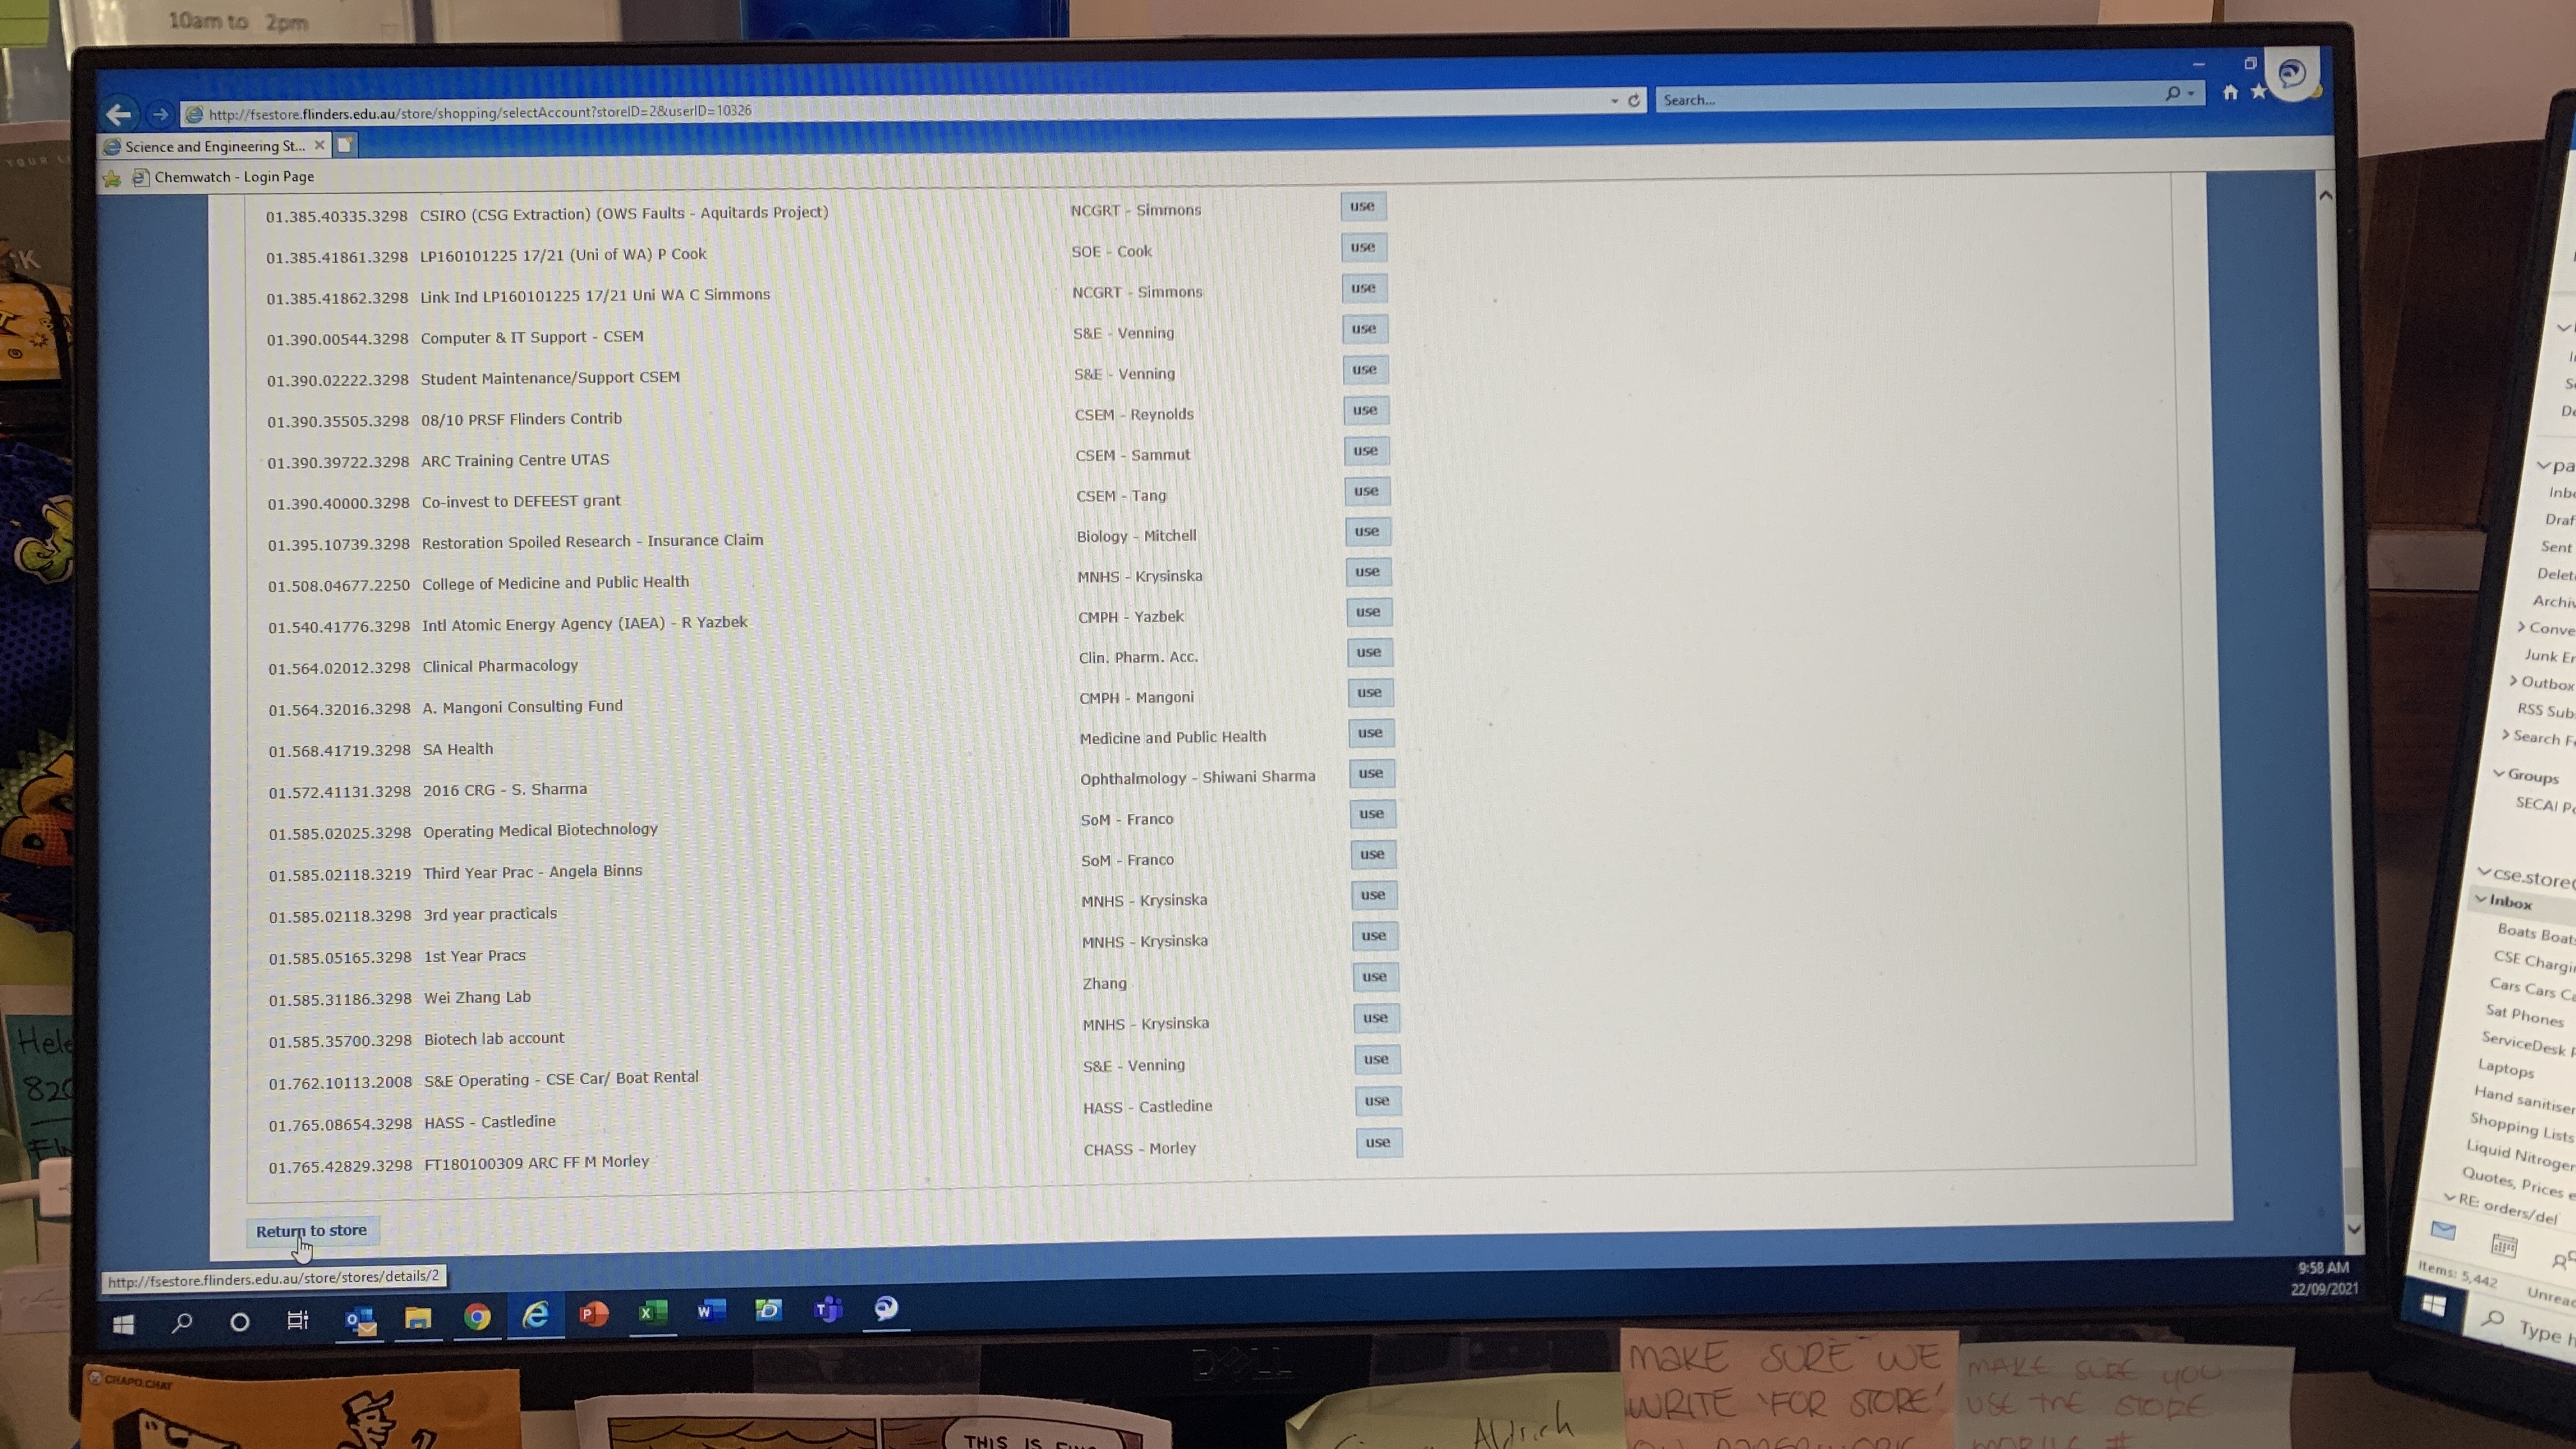 10am to 2pm
http://fsestore.flinders.edu.au/store/shopping/selectAccount?storeID=2&userID=10326
Search...
Science and Engineering St...
Chemwatch - Login Page
01.385.40335.3298 CSIRO (CSG Extraction) (OWS Faults - Aquitards Project) NCGRT - Simmons use
01.385.41861.3298 LP160101225 17/21 (Uni of WA) P Cook SOE - Cook use
01.385.41862.3298 Link Ind LP160101225 17/21 Uni WA C Simmons NCGRT - Simmons use
01.390.00544.3298 Computer & IT Support - CSEM S&E - Venning use
01.390.02222.3298 Student Maintenance/Support CSEM S&E - Venning use
01.390.35505.3298 08/10 PRSF Flinders Contrib CSEM - Reynolds use
01.390.39722.3298 ARC Training Centre UTAS CSEM - Sammut use
01.390.40000.3298 Co-invest to DEFEEST grant CSEM - Tang use
01.395.10739.3298 Restoration Spoiled Research - Insurance Claim Biology - Mitchell use
01.508.04677.2250 College of Medicine and Public Health MNHS - Krysinska use
01.540.41776.3298 Intl Atomic Energy Agency (IAEA) - R Yazbek CMPH - Yazbek use
01.564.02012.3298 Clinical Pharmacology Clin. Pharm. Acc. use
01.564.32016.3298 A. Mangoni Consulting Fund CMPH - Mangoni use
01.568.41719.3298 SA Health Medicine and Public Health use
01.572.41131.3298 2016 CRG - S. Sharma Ophthalmology - Shiwani Sharma use
01.585.02025.3298 Operating Medical Biotechnology SoM - Franco use
01.585.02118.3219 Third Year Prac - Angela Binns SoM - Franco use
01.585.02118.3298 3rd year practicals MNHS - Krysinska use
01.585.05165.3298 1st Year Pracs MNHS - Krysinska use
01.585.31186.3298 Wei Zhang Lab Zhang use
01.585.35700.3298 Biotech lab account MNHS - Krysinska use
01.762.10113.2008 S&E Operating - CSE Car/ Boat Rental S&E - Venning use
01.765.08654.3298 HASS - Castledine HASS - Castledine use
01.765.42829.3298 FT180100309 ARC FF M Morley CHASS - Morley use
Return to store
http://fsestore.flinders.edu.au/store/stores/details/2
9:58 AM
22/09/2021
DELL
CHAPO.CHAT
THIS IS
Aldrich
MAKE SURE WE
WRITE 'FOR STORE'
MAKE SURE YOU
USE THE STORE
MOBILE #
Sent
Conve
Outbox
Groups
SECAI
cse.store
Inbox
Boats
CSE
Cars Cars
Sat Phones
ServiceDesk
Laptops
Hand
Shopping Lists
Liquid
Quotes, Prices
RE: orders/del
Items: 5,442
Type